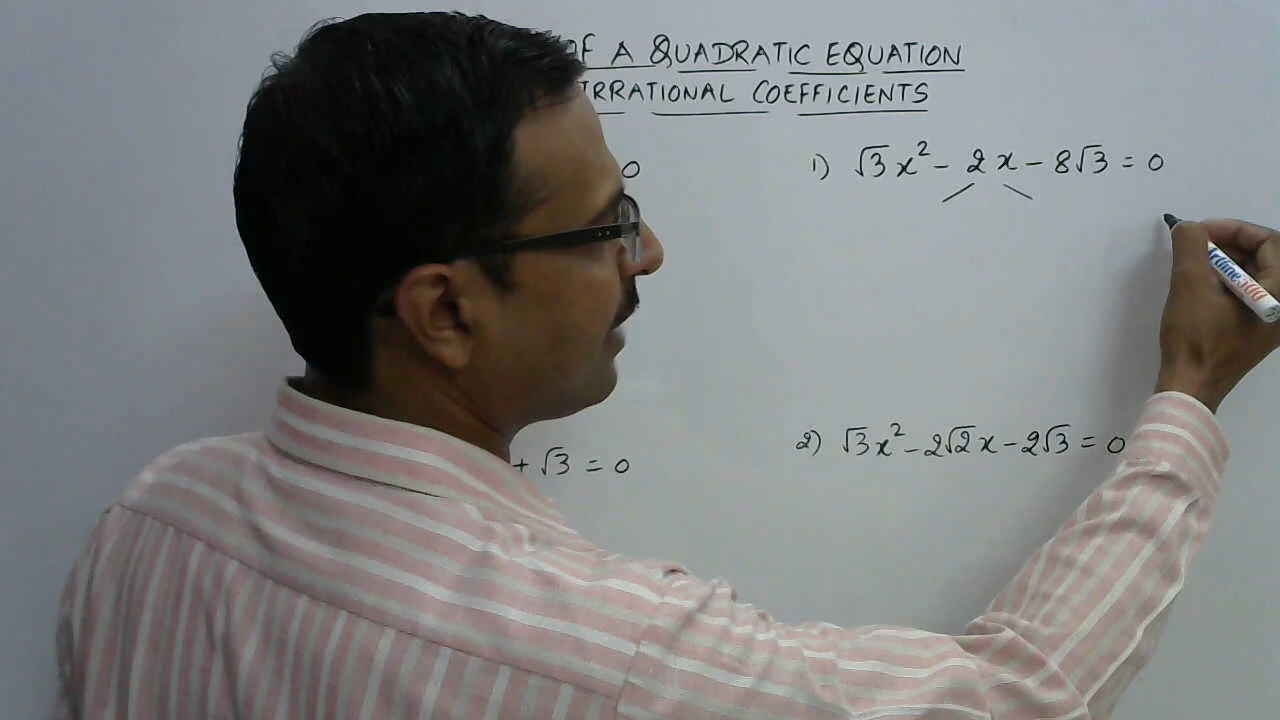 OF A QUADRATIC EQUATION
IRRATIONAL COEFFICIENTS
0
1) √3x² - 2x - 8√3 = 0
+ √3 = 0
2) √3x² - 2√2x - 2√3 = 0
Artline